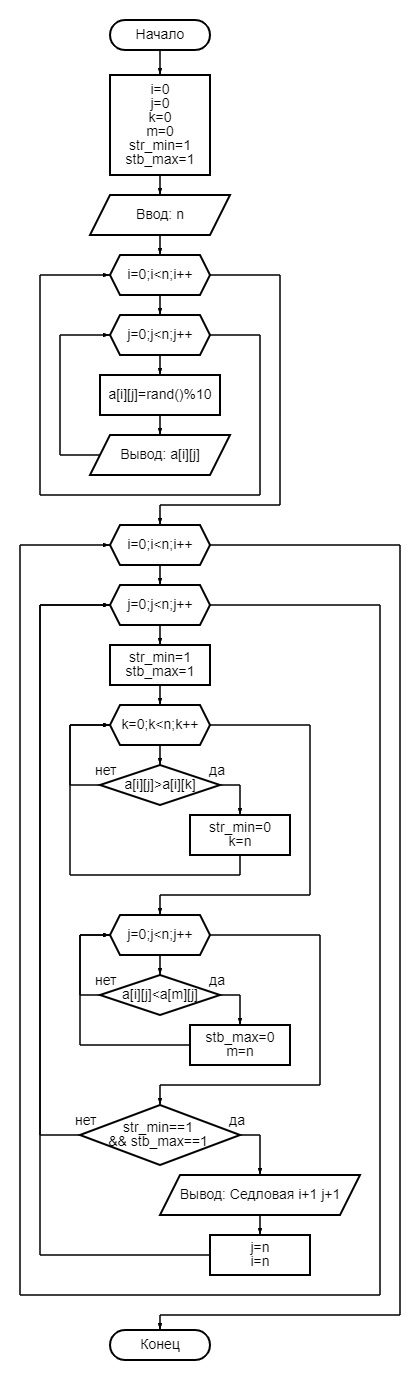 Начало
i=0
j=0
k=0
m=0
str_min=1
stb_max=1
Ввод: n
i=0;i<n;i++
j=0;j<n;j++
a[i][j]=rand()%10
Вывод: a[i][j]
i=0;i<n;i++
j=0;j<n;j++
str_min=1
stb_max=1
k=0;k<n;k++
нет
да
a[i][j]>a[i][k]
str_min=0
k=n
j=0;j<n;j++
нет
да
a[i][j]<a[m][j]
stb_max=0
m=n
нет
да
str_min==1
&& stb_max==1
Вывод: Седловая i+1 j+1
j=n
i=n
Конец